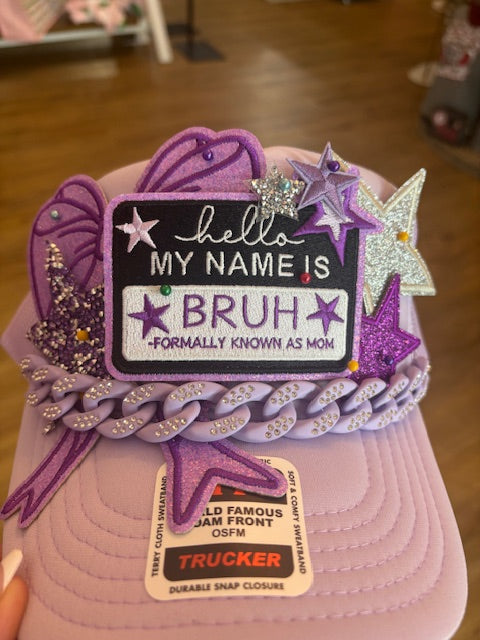 hello
MY NAME IS
BRUH
-FORMALLY KNOWN AS MOM
FAMOUS
FRONT
OSFM
TRUCKER
DURABLE SNAP CLOSURE
TERRY CLOTH SWEATBAND
SOFT & COMFY SWEATBAND